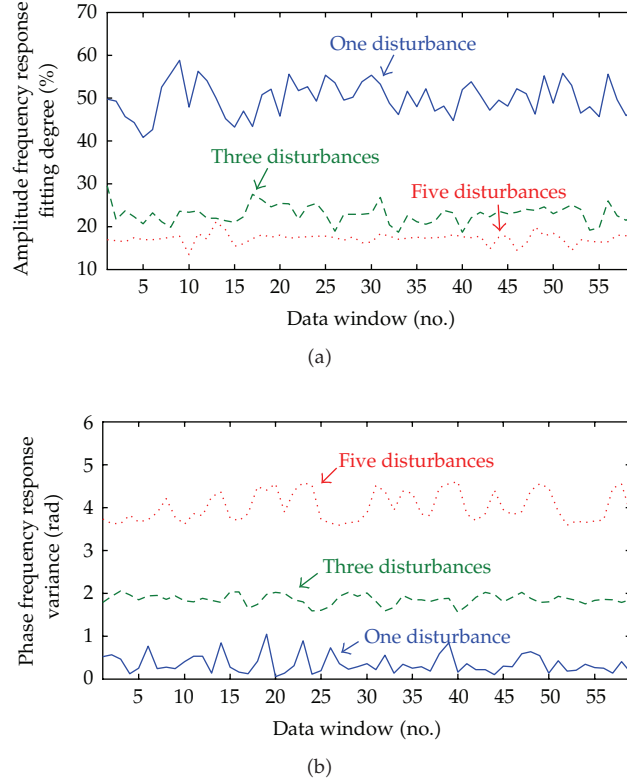 70
60
50
40
30
20
10
Amplitude frequency response
fitting degree (%)
One disturbance
Three disturbances
Five disturbances
5 10 15 20 25 30 35 40 45 50 55
Data window (no.)
(a)
6
5
4
3
2
1
0
Phase frequency response
variance (rad)
Five disturbances
Three disturbances
One disturbance
5 10 15 20 25 30 35 40 45 50 55
Data window (no.)
(b)